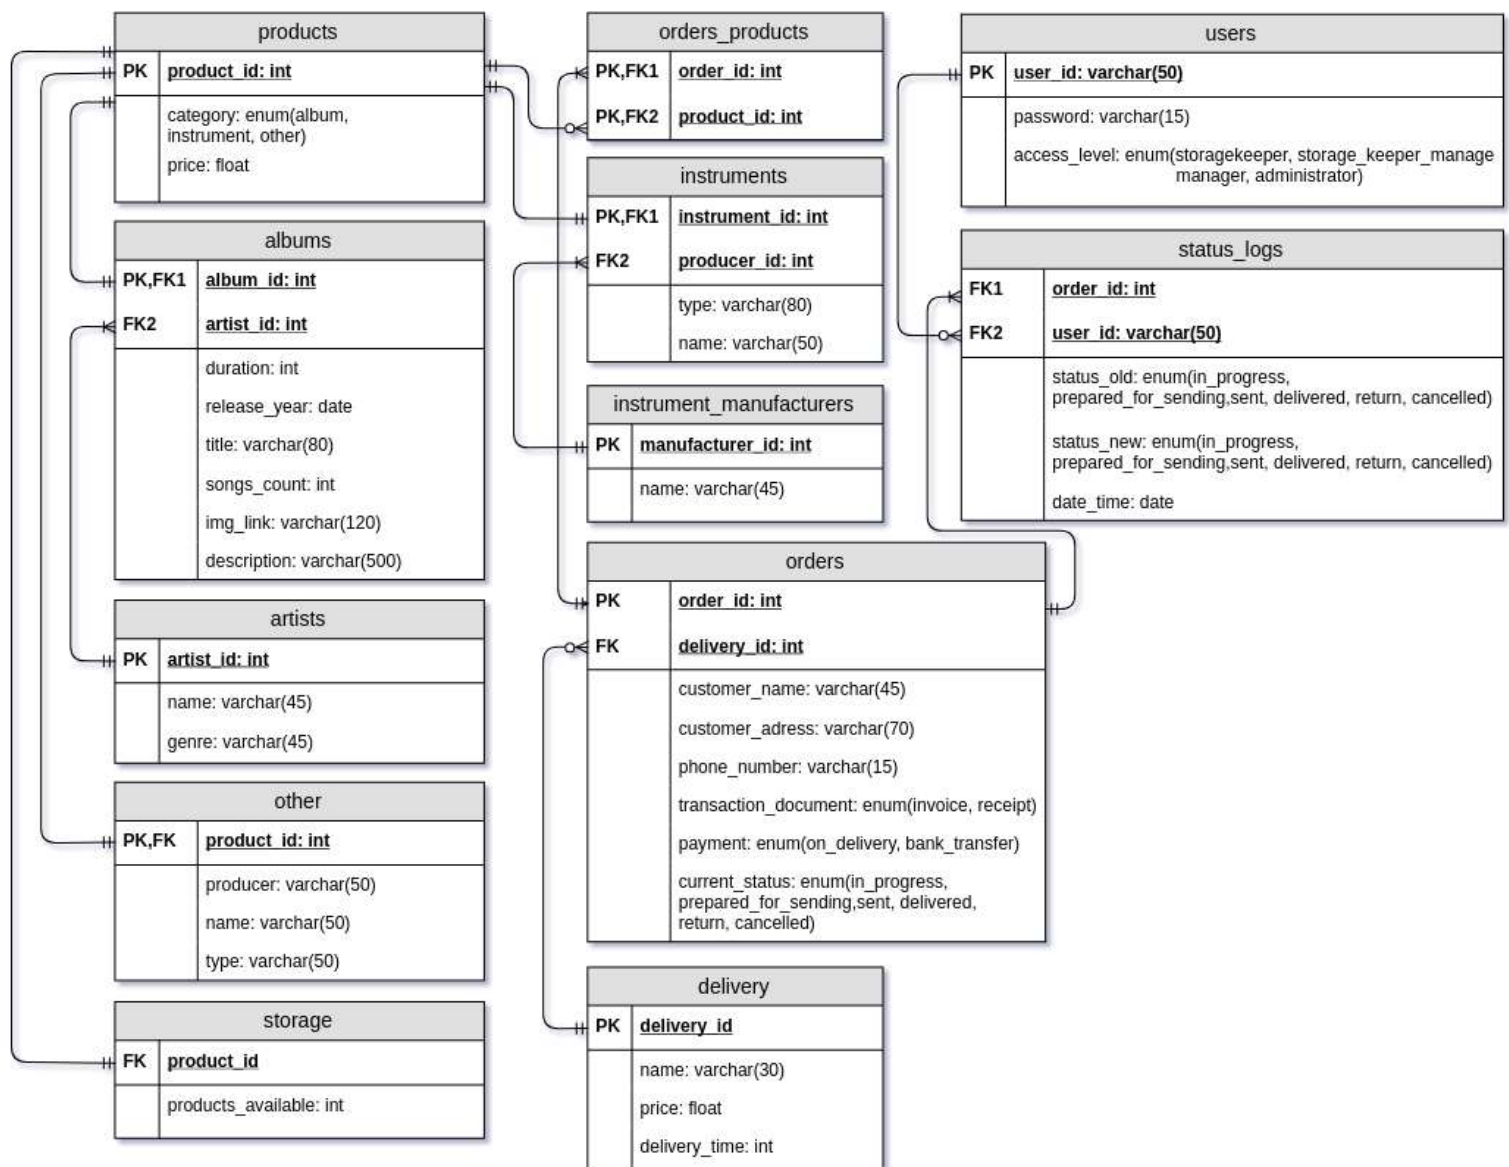 products
PK product_id: int
category: enum(album,
instrument, other)
price: float
albums
PK,FK1 album_id: int
FK2 artist_id: int
duration: int
release_year: date
title: varchar(80)
songs_count: int
img_link: varchar(120)
description: varchar(500)
artists
PK artist_id: int
name: varchar(45)
genre: varchar(45)
other
PK,FK product_id: int
producer: varchar(50)
name: varchar(50)
type: varchar(50)
storage
FK product_id
products_available: int
orders_products
PK,FK1 order_id: int
PK,FK2 product_id: int
instruments
PK,FK1 instrument_id: int
FK2 producer_id: int
type: varchar(80)
name: varchar(50)
instrument_manufacturers
PK manufacturer_id: int
name: varchar(45)
orders
PK order_id: int
FK delivery_id: int
customer_name: varchar(45)
customer_adress: varchar(70)
phone_number: varchar(15)
transaction_document: enum(invoice, receipt)
payment: enum(on_delivery, bank_transfer)
current_status: enum(in_progress,
prepared_for_sending,sent, delivered,
return, cancelled)
delivery
PK delivery_id
name: varchar(30)
price: float
delivery_time: int
users
PK user_id: varchar(50)
password: varchar(15)
access_level: enum(storagekeeper, storage_keeper_manage
manager, administrator)
status_logs
FK1 order_id: int
FK2 user_id: varchar(50)
status_old: enum(in_progress,
prepared_for_sending,sent, delivered, return, cancelled)
status_new: enum(in_progress,
prepared_for_sending,sent, delivered, return, cancelled)
date_time: date